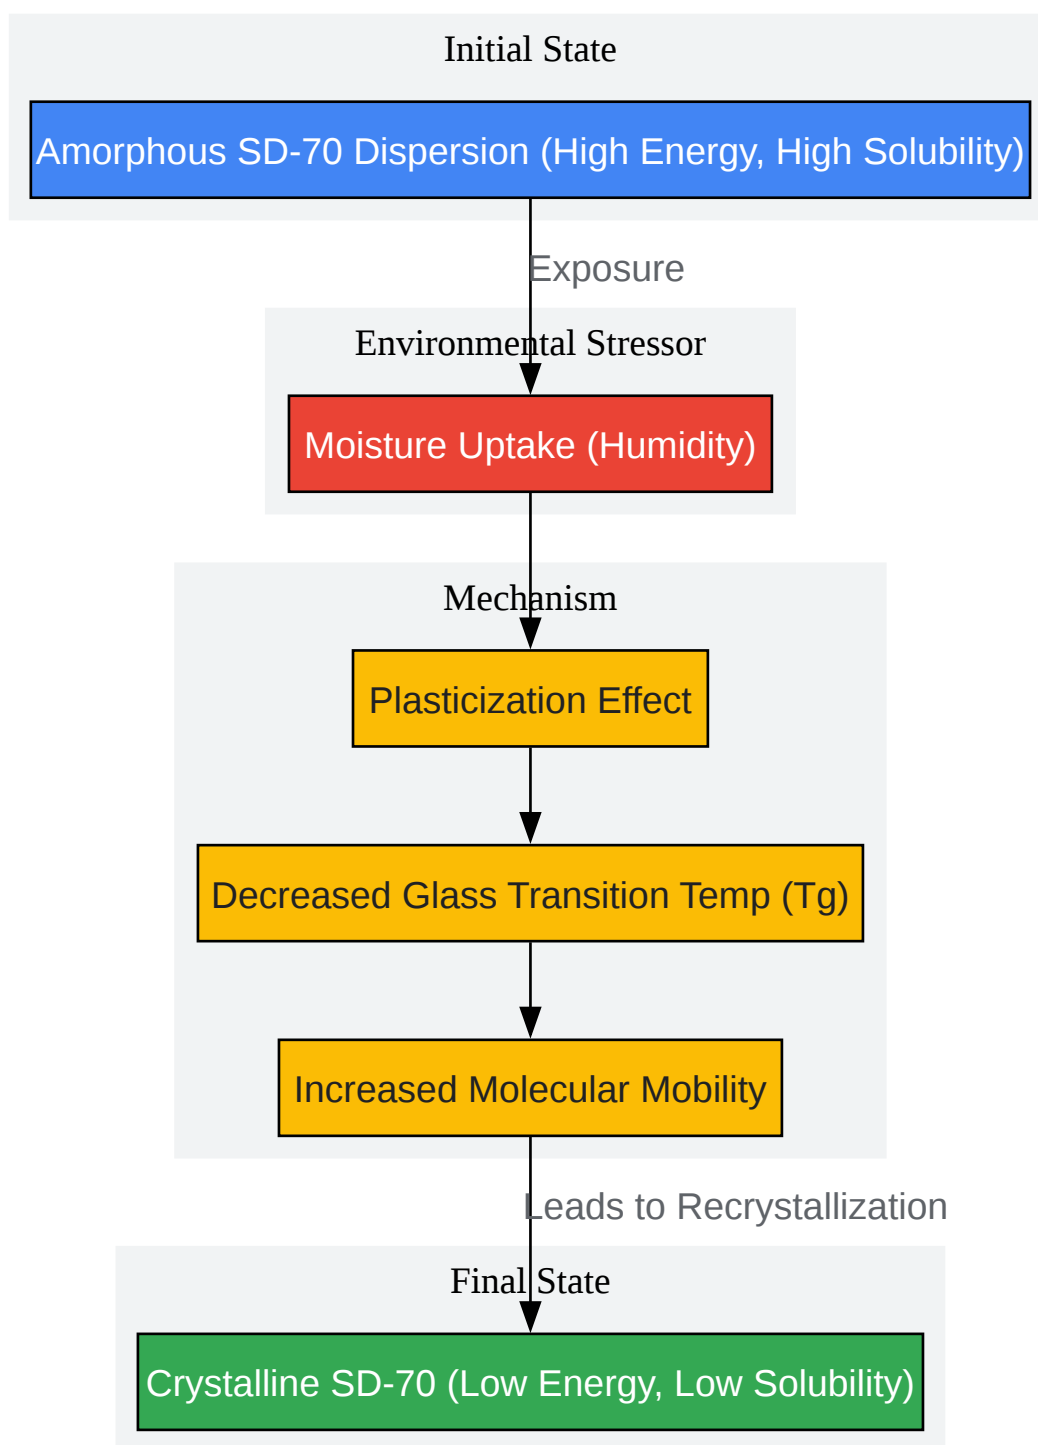 Initial State
Amorphous SD-70 Dispersion (High Energy, High Solubility)
Exposure
Environmental Stressor
Moisture Uptake (Humidity)
Mechanism
Plasticization Effect
Decreased Glass Transition Temp (Tg)
Increased Molecular Mobility
Leads to Recrystallization
Final State
Crystalline SD-70 (Low Energy, Low Solubility)